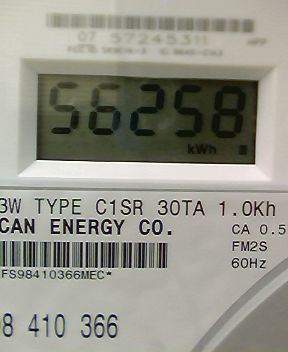 07 57245311
56258
kWh
3W TYPE C1SR 30TA 1.0Kh
CAN ENERGY CO.
CA 0.5
FM2S
60Hz
FS98410366MEC*
98 410 366